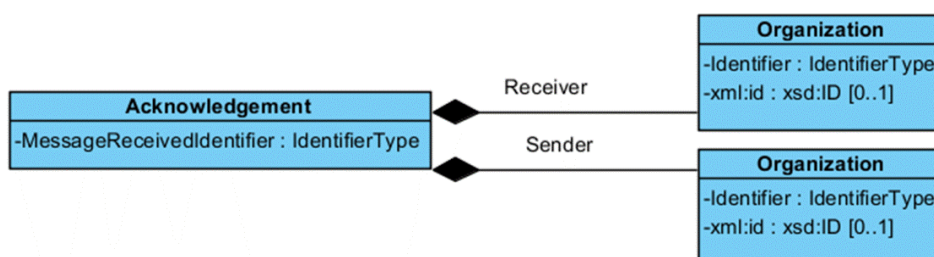 Organization
-Identifier : IdentifierType
-xml:id : xsd:ID [0..1]
Receiver
Acknowledgement
-MessageReceivedIdentifier : IdentifierType
Sender
Organization
-Identifier : IdentifierType
-xml:id : xsd:ID [0..1]